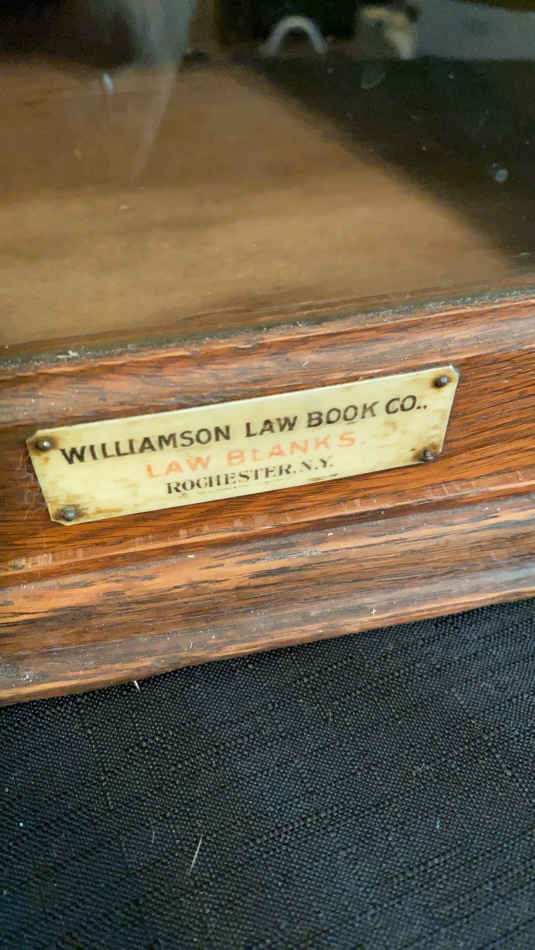 WILLIAMSON LAW BOOK CO.,
LAW BLANKS.
ROCHESTER, N.Y.